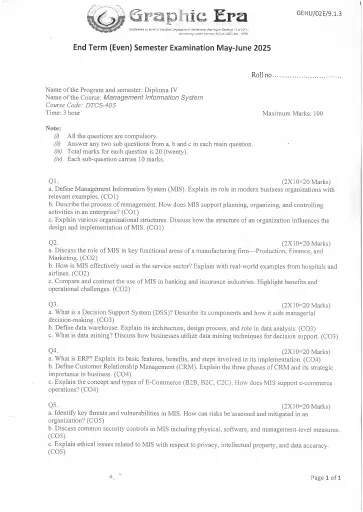 GEHU/02E/9.1.3
Graphic Era
End Term (Even) Semester Examination May-June 2025
Roll no
Name of the Program and semester: Diploma IV
Name of the Course: Management Information System
Course Code: DTCS-405
Time: 3 hour Maximum Marks: 100
Note:
(i) All the questions are compulsory.
(ii) Answer any two sub questions from a, b and c in each main question.
(iii) Total marks for each question is 20 (twenty).
(iv) Each sub-question carries 10 marks.
Q1. (2X10=20 Marks)
a. Define Management Information System (MIS). Explain its role in modern business organizations with
relevant examples. (CO1)
b. Describe the process of management. How does MIS support planning, organizing, and controlling
activities in an enterprise? (CO1)
c. Explain various organizational structures. Discuss how the structure of an organization influences the
design and implementation of MIS. (CO1)
Q2. (2X10=20 Marks)
a. Discuss the role of MIS in key functional areas of a manufacturing firm—Production, Finance, and
Marketing. (CO2)
b. How is MIS effectively used in the service sector? Explain with real-world examples from hospitals and
airlines. (CO2)
c. Compare and contrast the use of MIS in banking and insurance industries. Highlight benefits and
operational challenges. (CO2)
Q3. (2X10=20 Marks)
a. What is a Decision Support System (DSS)? Describe its components and how it aids managerial
decision-making. (CO3)
b. Define data warehouse. Explain its architecture, design process, and role in data analysis. (CO3)
c. What is data mining? Discuss how businesses utilize data mining techniques for decision support. (CO3)
Q4. (2X10=20 Marks)
a. What is ERP? Explain its basic features, benefits, and steps involved in its implementation. (CO4)
b. Define Customer Relationship Management (CRM). Explain the three phases of CRM and its strategic
importance in business. (CO4)
c. Explain the concept and types of E-Commerce (B2B, B2C, C2C). How does MIS support e-commerce
operations? (CO4)
Q5. (2X10=20 Marks)
a. Identify key threats and vulnerabilities in MIS. How can risks be assessed and mitigated in an
organization? (CO5)
b. Discuss common security controls in MIS including physical, software, and management-level measures.
(CO5)
c. Explain ethical issues related to MIS with respect to privacy, intellectual property, and data accuracy.
(CO5)
Page 1 of 1